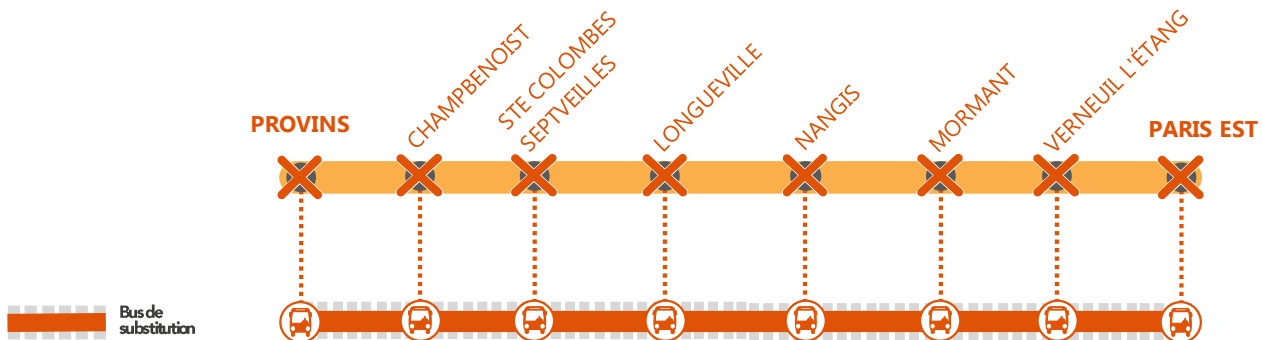 PROVINS
CHAMPBENOIST
STE COLOMBES
SEPTVEILLES
LONGUEVILLE
NANGIS
MORMANT
VERNEUIL L'ÉTANG
PARIS EST
Bus de
substitution